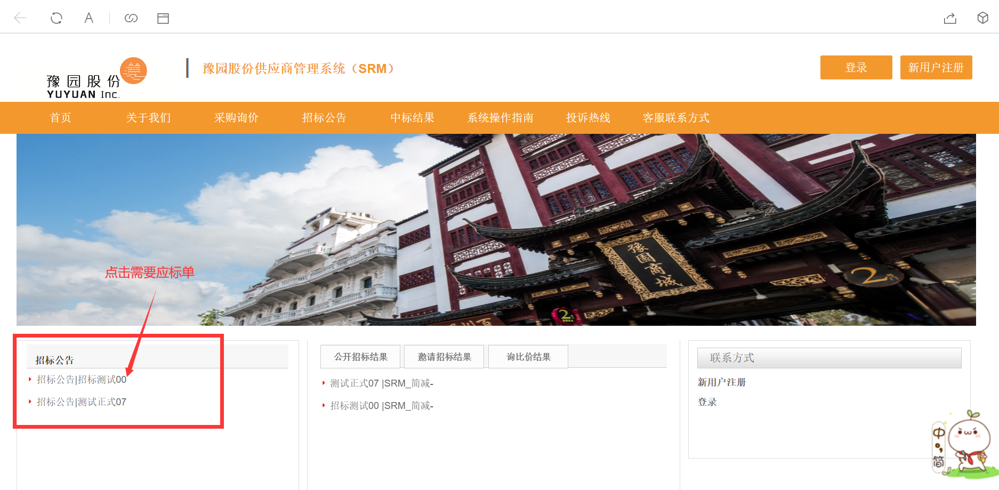 豫园股份
YUYUAN Inc.
豫园股份供应商管理系统（SRM）
登录
新用户注册
首页
关于我们
采购询价
招标公告
中标结果
系统操作指南
投诉热线
客服联系方式
豫园商城
2
2
点击需要应标单
招标公告
招标公告|招标测试00
招标公告|测试正式07
公开招标结果
邀请招标结果
询比价结果
测试正式07 |SRM_简减-
招标测试00 |SRM_简减-
联系方式
新用户注册
登录
中
简